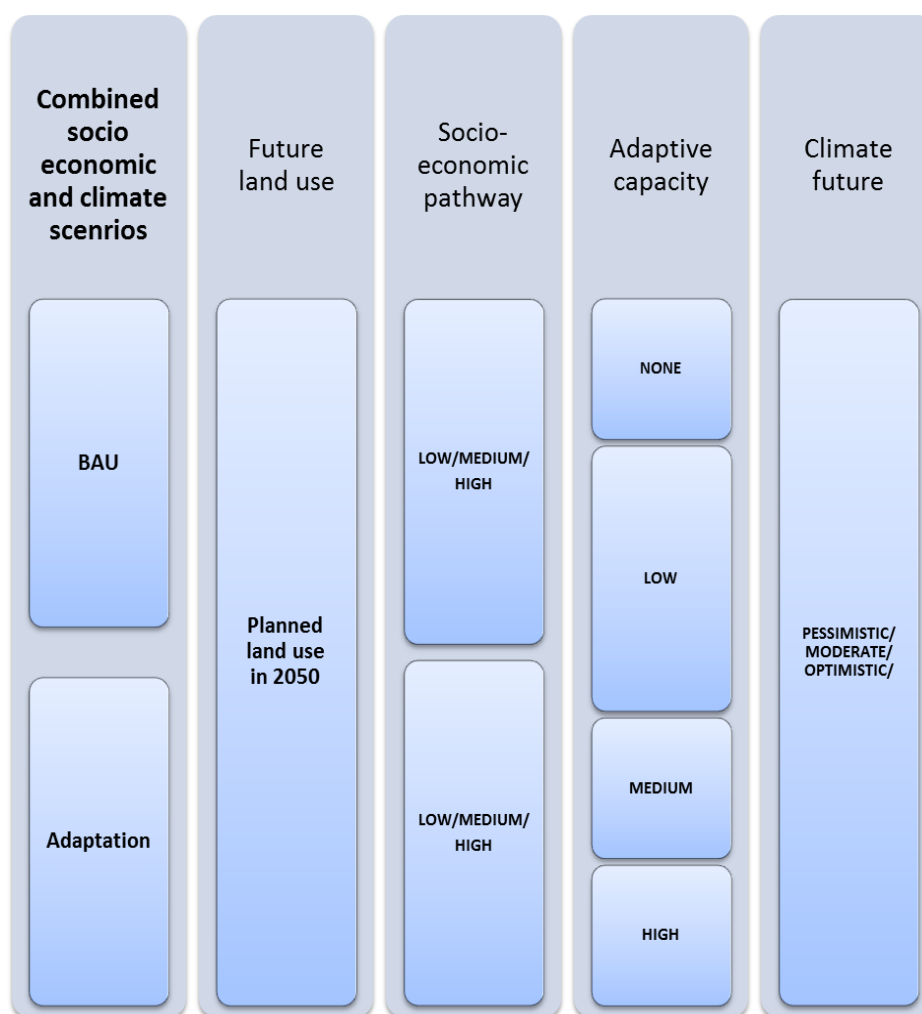 Combined
socio
economic
and climate
scenrios
Future
land use
Socio-
economic
pathway
Adaptive
capacity
Climate
future
BAU
Adaptation
Planned
land use
in 2050
LOW/MEDIUM/
HIGH
LOW/MEDIUM/
HIGH
NONE
LOW
MEDIUM
HIGH
PESSIMISTIC/
MODERATE/
OPTIMISTIC/